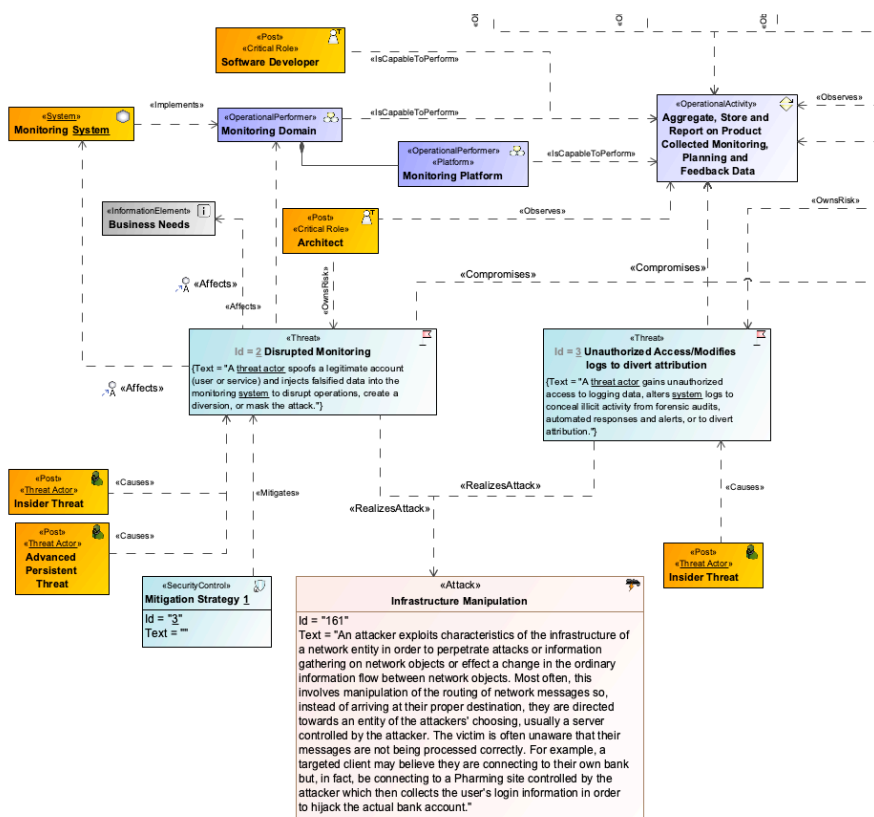 «Ol
«Ol
«Ob
«Post»
«Critical Role»
Software Developer
«IsCapableToPerform»
«System»
Monitoring System
«Implements»
«OperationalPerformer»
Monitoring Domain
«IsCapableToPerform»
«OperationalPerformer»
«Platform»
Monitoring Platform
«IsCapableToPerform»
«OperationalActivity»
Aggregate, Store and
Report on Product
Collected Monitoring,
Planning and
Feedback Data
«Observes»
«InformationElement»
Business Needs
«Post»
«Critical Role»
Architect
«Observes»
«OwnsRisk»
«OwnsRisk»
«Affects»
«Affects»
«Compromises»
«Compromises»
«Threat»
Id = 2 Disrupted Monitoring
{Text = "A threat actor spoofs a legitimate account
(user or service) and injects falsified data into the
monitoring system to disrupt operations, create a
diversion, or mask the attack."}
«Threat»
Id = 3 Unauthorized Access/Modifies
logs to divert attribution
{Text = "A threat actor gains unauthorized
access to logging data, alters system logs to
conceal illicit activity from forensic audits,
automated responses and alerts, or to divert
attribution."}
«Affects»
«Post»
«Threat Actor»
Insider Threat
«Causes»
«Mitigates»
«RealizesAttack»
«RealizesAttack»
«Causes»
«Post»
«Threat Actor»
Advanced
Persistent
Threat
«Causes»
«Post»
«Threat Actor»
Insider Threat
«SecurityControl»
Mitigation Strategy 1
Id = "3"
Text = ""
«Attack»
Infrastructure Manipulation
Id = "161"
Text = "An attacker exploits characteristics of the infrastructure of
a network entity in order to perpetrate attacks or information
gathering on network objects or effect a change in the ordinary
information flow between network objects. Most often, this
involves manipulation of the routing of network messages so,
instead of arriving at their proper destination, they are directed
towards an entity of the attackers' choosing, usually a server
controlled by the attacker. The victim is often unaware that their
messages are not being processed correctly. For example, a
targeted client may believe they are connecting to their own bank
but, in fact, be connecting to a Pharming site controlled by the
attacker which then collects the user's login information in order
to hijack the actual bank account."